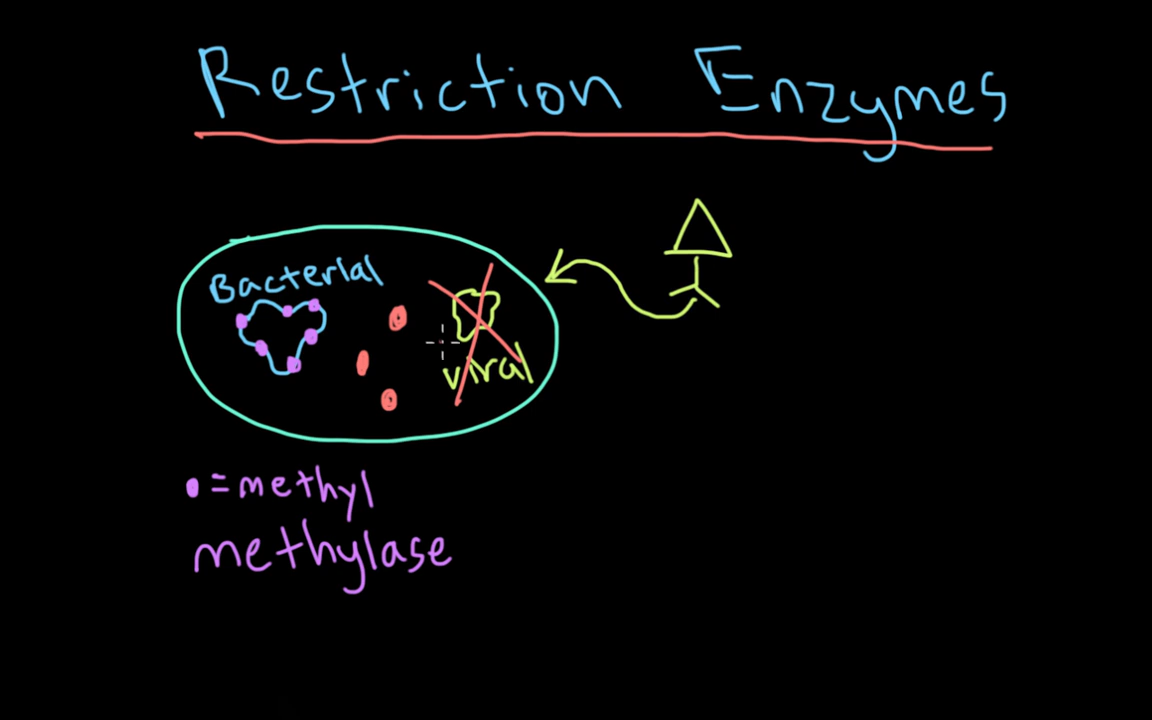 Restriction Enzymes
Bacterial
viral
= methyl
methylase